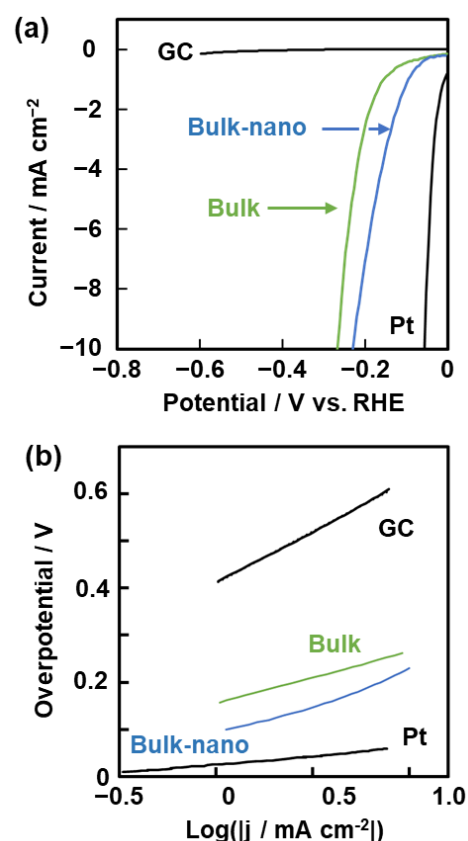 (a)
GC
0
−2
Bulk-nano
−4
Bulk
−6
−8
Pt
−10
−0.8
−0.6
−0.4
−0.2
0
Current / mA cm−2
Potential / V vs. RHE
(b)
0.6
GC
0.4
Bulk
0.2
Bulk-nano
Pt
0
−0.5
0
0.5
1.0
Overpotential / V
Log(|j / mA cm-2|)